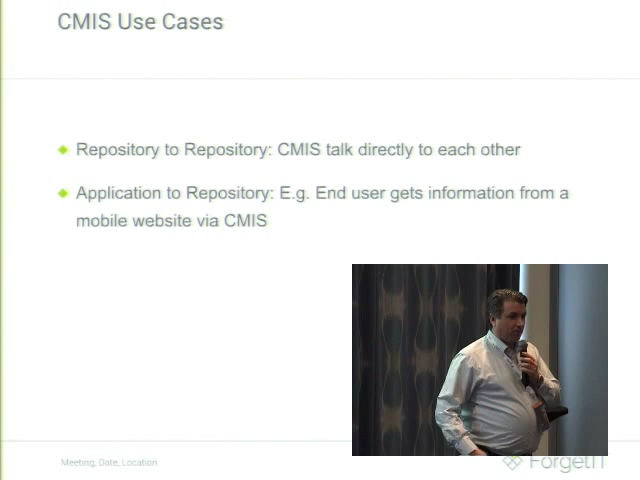 CMIS Use Cases
Repository to Repository: CMIS talk directly to each other
Application to Repository: E.g. End user gets information from a
mobile website via CMIS
Meeting, Date, Location
ForgetIT